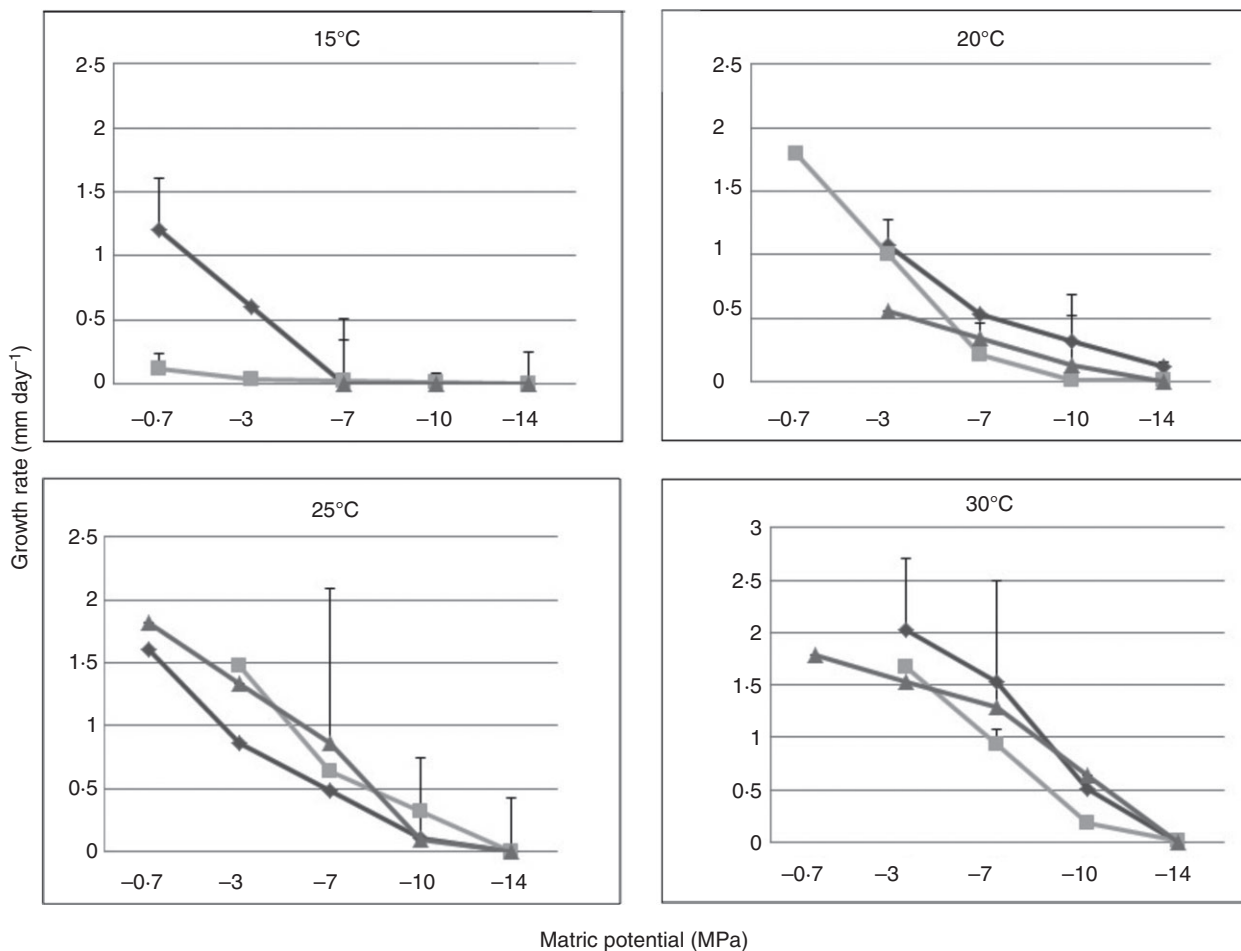 15°C
2·5
2
1·5
1
0·5
0
–0·7 –3 –7 –10 –14
20°C
2·5
2
1·5
1
0·5
0
–0·7 –3 –7 –10 –14
Growth rate (mm day–1)
25°C
2·5
2
1·5
1
0·5
0
–0·7 –3 –7 –10 –14
30°C
3
2·5
2
1·5
1
0·5
0
–0·7 –3 –7 –10 –14
Matric potential (MPa)